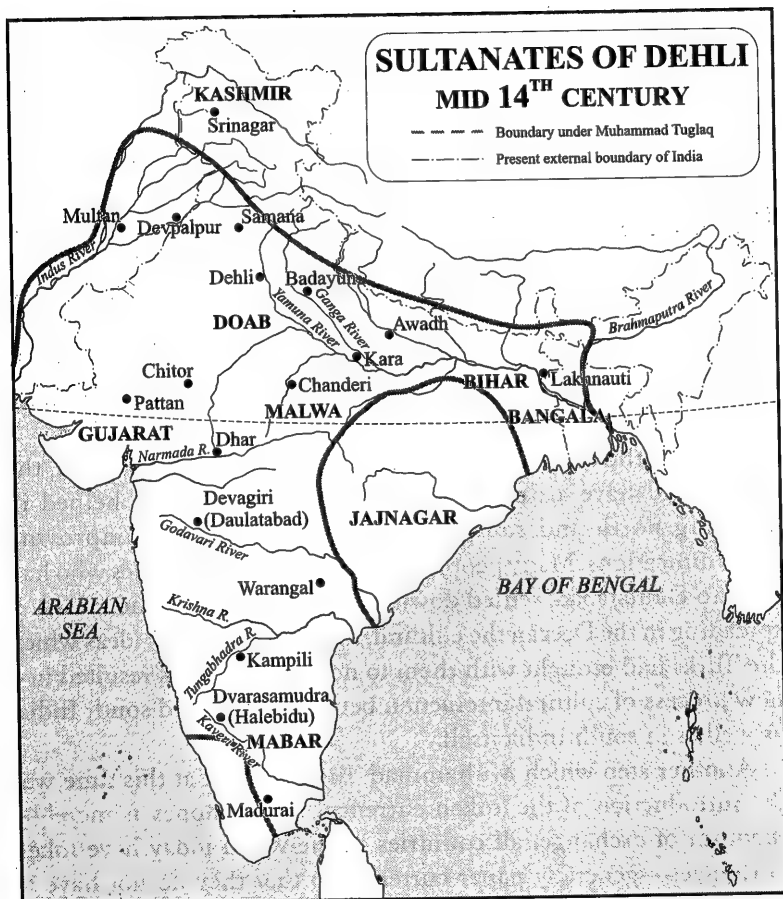 SULTANATES OF DEHLI
MID 14TH CENTURY
Boundary under Muhammad Tuglaq
Present external boundary of India
KASHMIR
Srinagar
Multan
Devpalpur
Samana
Indus River
Dehli
Badayun
Ganga River
Yamuna River
DOAB
Awadh
Brahmaputra River
Kara
Chitor
Chanderi
BIHAR
Lakhnauti
Pattan
MALWA
BANGALA
GUJARAT
Dhar
Narmada R.
Devagiri
(Daulatabad)
JAJNAGAR
Godavari River
Warangal
BAY OF BENGAL
ARABIAN
SEA
Krishna R.
Tungabhadra R.
Kampili
Dvarasamudra
(Halebidu)
Kaveri River
MABAR
Madurai